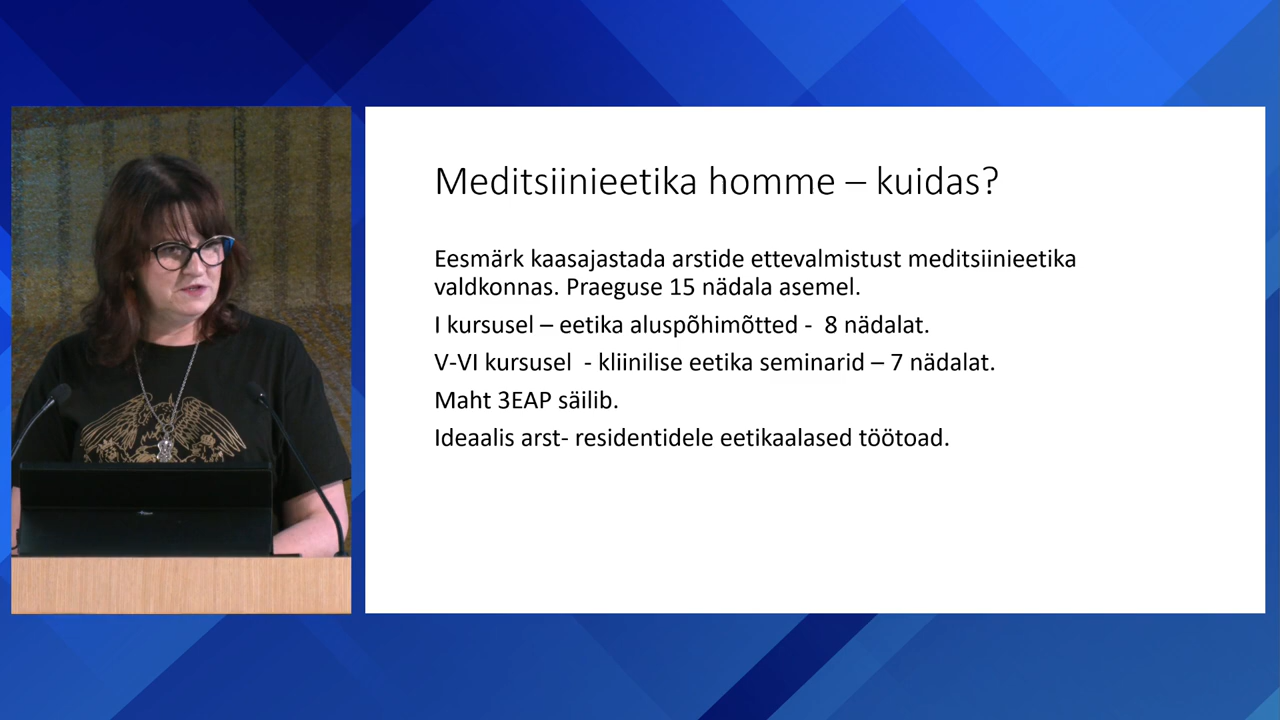 Meditsiinieetika homme – kuidas?
Eesmärk kaasajastada arstide ettevalmistust meditsiinieetika
valdkonnas. Praeguse 15 nädala asemel.
I kursusel – eetika aluspõhimõtted -  8 nädalat.
V-VI kursusel  - kliinilise eetika seminarid – 7 nädalat.
Maht 3EAP säilib.
Ideaalis arst- residentidele eetikaalased töötoad.